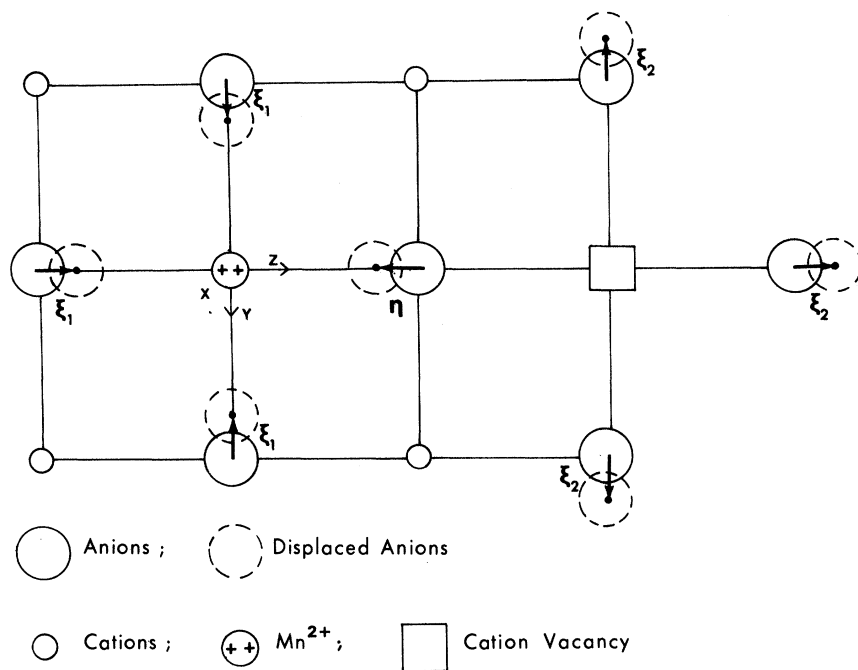 ξ₂
ξ₁
Z
++
X
Y
ξ₁
η
ξ₂
ξ₁
ξ₂
Anions ; Displaced Anions
Cations ; ++ Mn²⁺; Cation Vacancy